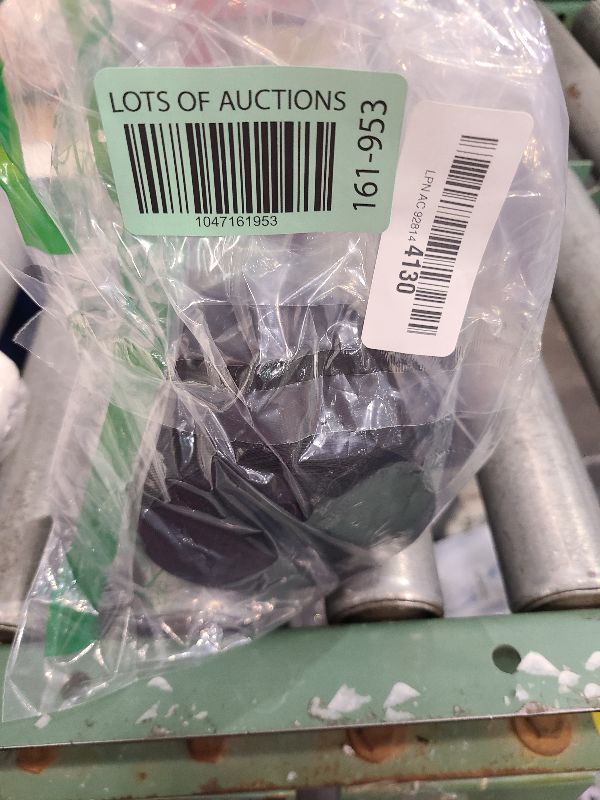 LOTS OF AUCTIONS
1047161953
161-953
LPN AC 92814 4130